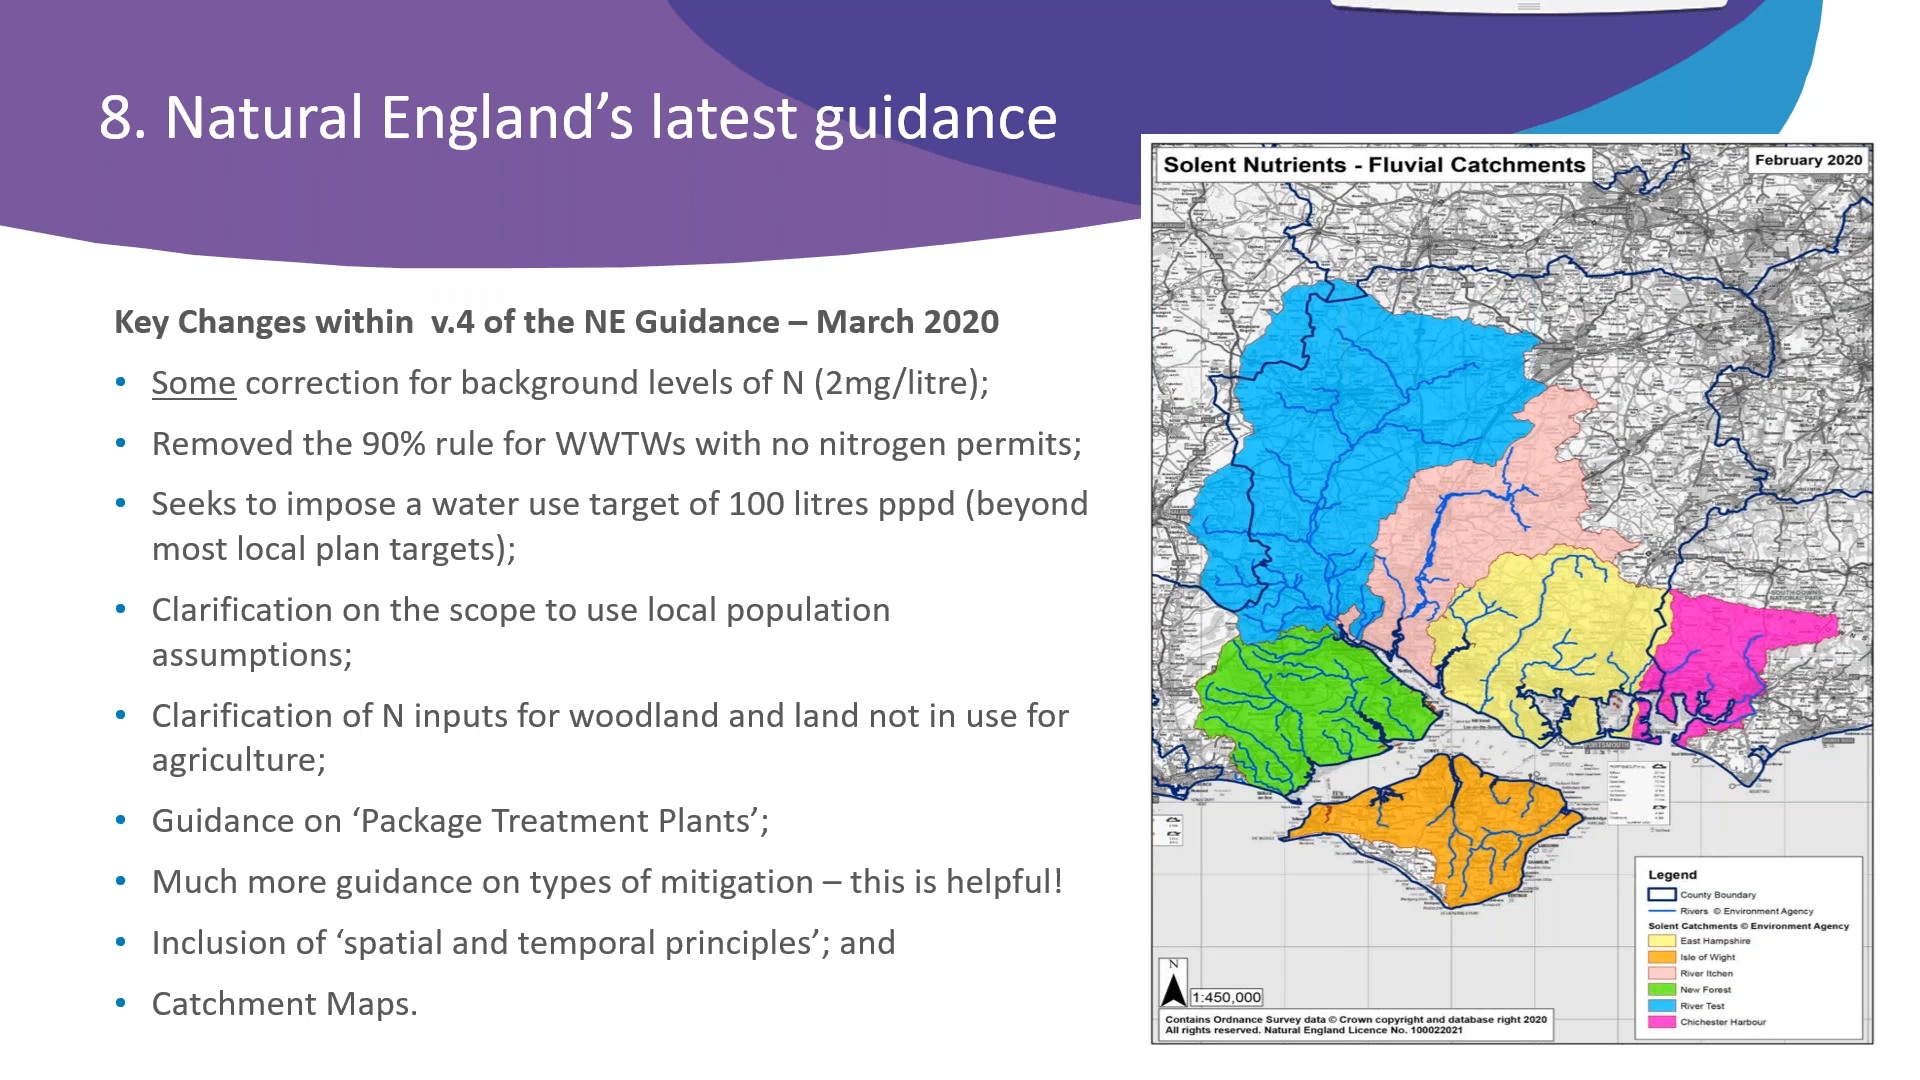 8. Natural England’s latest guidance
Key Changes within v.4 of the NE Guidance – March 2020
• Some correction for background levels of N (2mg/litre);
• Removed the 90% rule for WWTWs with no nitrogen permits;
• Seeks to impose a water use target of 100 litres pppd (beyond
most local plan targets);
• Clarification on the scope to use local population
assumptions;
• Clarification of N inputs for woodland and land not in use for
agriculture;
• Guidance on ‘Package Treatment Plants’;
• Much more guidance on types of mitigation – this is helpful!
• Inclusion of ‘spatial and temporal principles’; and
• Catchment Maps.
Solent Nutrients - Fluvial Catchments
February 2020
SOUTH DOWNS
NATIONAL PARK
PORTSMOUTH
Legend
County Boundary
Rivers © Environment Agency
Solent Catchments © Environment Agency
East Hampshire
Isle of Wight
River Itchen
New Forest
River Test
Chichester Harbour
N
1:450,000
Contains Ordnance Survey data © Crown copyright and database right 2020
All rights reserved. Natural England Licence No. 100022021